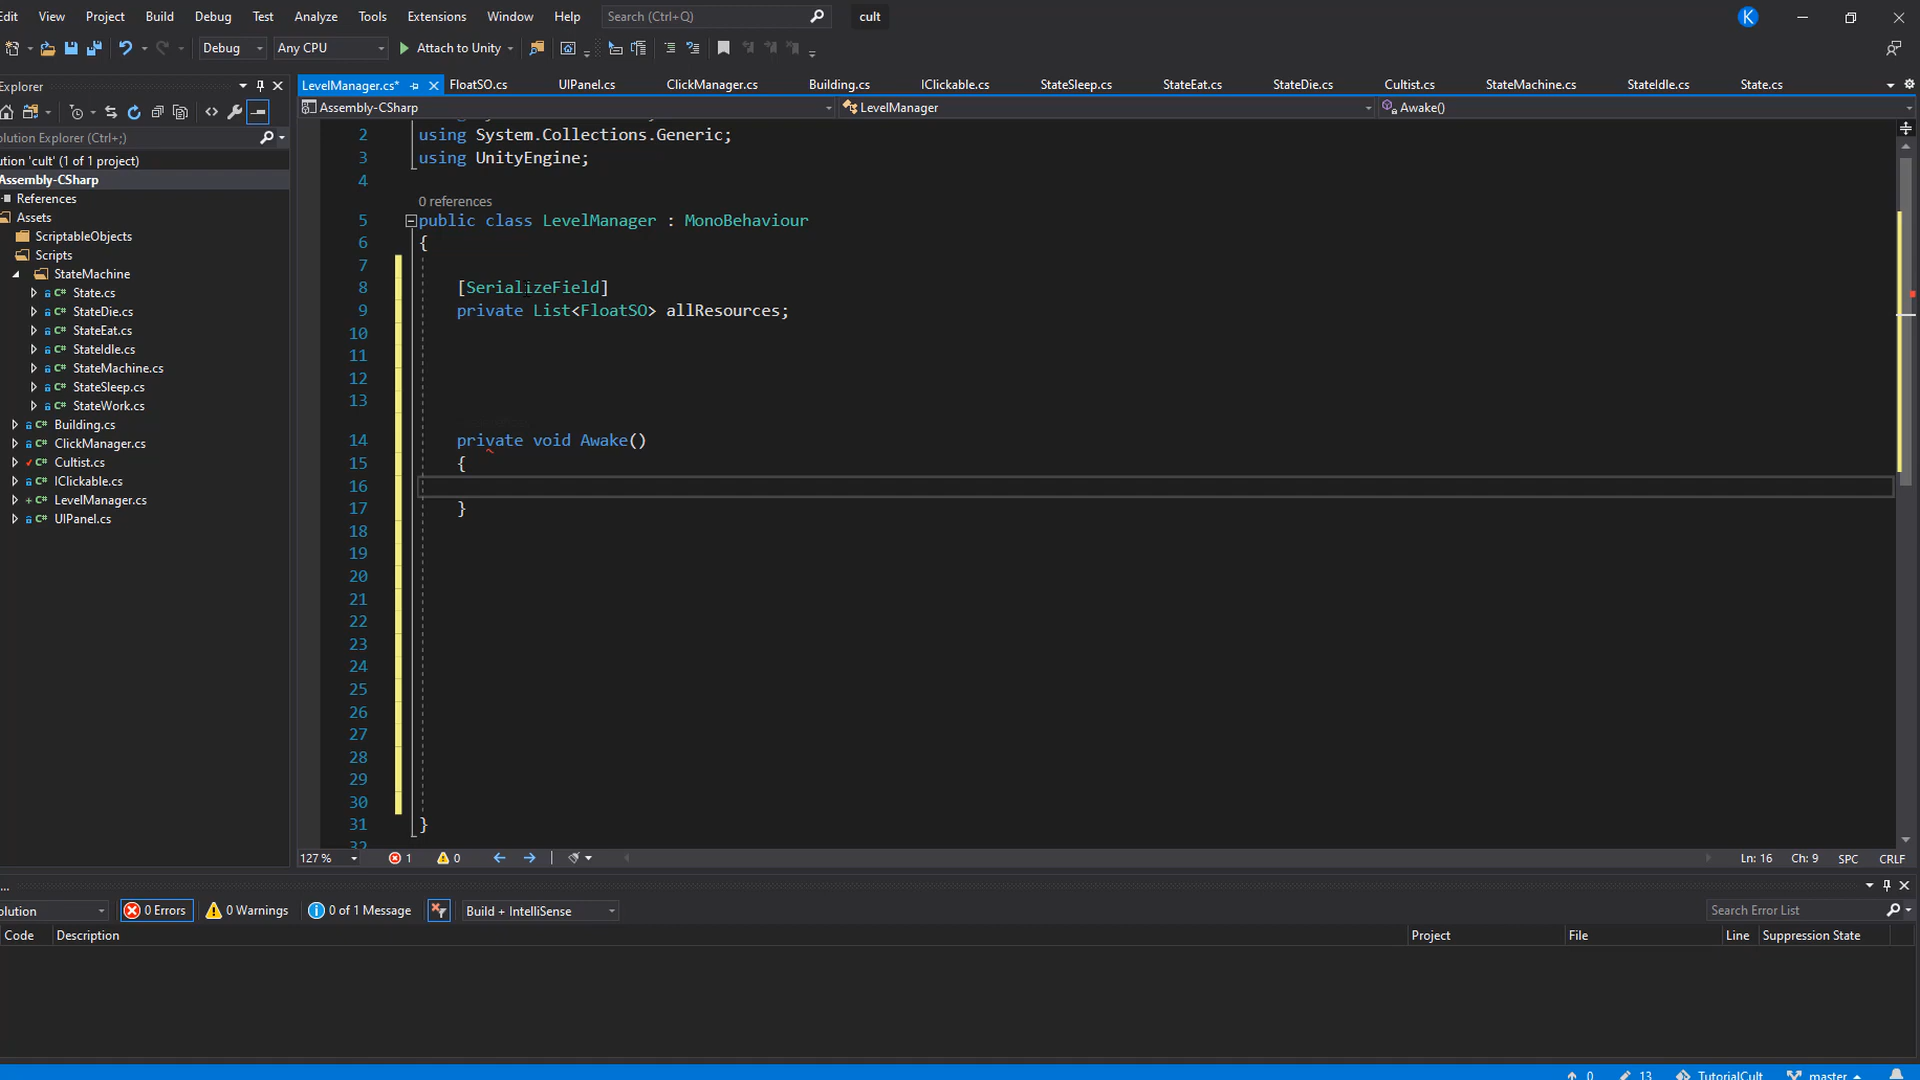 Edit View Project Build Debug Test Analyze Tools Extensions Window Help Search (Ctrl+Q) cult K
Debug Any CPU Attach to Unity
Explorer
LevelManager.cs* FloatSO.cs UIPanel.cs ClickManager.cs Building.cs IClickable.cs StateSleep.cs StateEat.cs StateDie.cs Cultist.cs StateMachine.cs StateIdle.cs State.cs
Assembly-CSharp LevelManager Awake()
olution Explorer (Ctrl+;)
ution 'cult' (1 of 1 project)
Assembly-CSharp
References
Assets
ScriptableObjects
Scripts
StateMachine
C# State.cs
C# StateDie.cs
C# StateEat.cs
C# StateIdle.cs
C# StateMachine.cs
C# StateSleep.cs
C# StateWork.cs
C# Building.cs
C# ClickManager.cs
C# Cultist.cs
C# IClickable.cs
+ C# LevelManager.cs
C# UIPanel.cs
2 using System.Collections.Generic;
3 using UnityEngine;
4
0 references
5 public class LevelManager : MonoBehaviour
6 {
7
8 [SerializeField]
9 private List<FloatSO> allResources;
10
11
12
13
14 private void Awake()
15 {
16
17 }
18
19
20
21
22
23
24
25
26
27
28
29
30
31 }
32
127 % 1 0 Ln: 16 Ch: 9 SPC CRLF
...
olution 0 Errors 0 Warnings 0 of 1 Message Build + IntelliSense Search Error List
Code Description Project File Line Suppression State
0 13 TutorialCult master